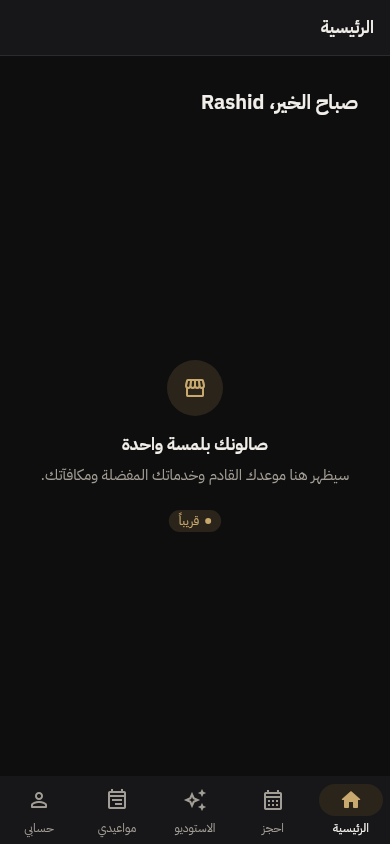 الرئيسية
صباح الخير، Rashid
صالونك بلمسة واحدة
سيظهر هنا موعدك القادم وخدماتك المفضلة ومكافآتك.
قريباً
الرئيسية
احجز
الاستوديو
مواعيدي
حسابي